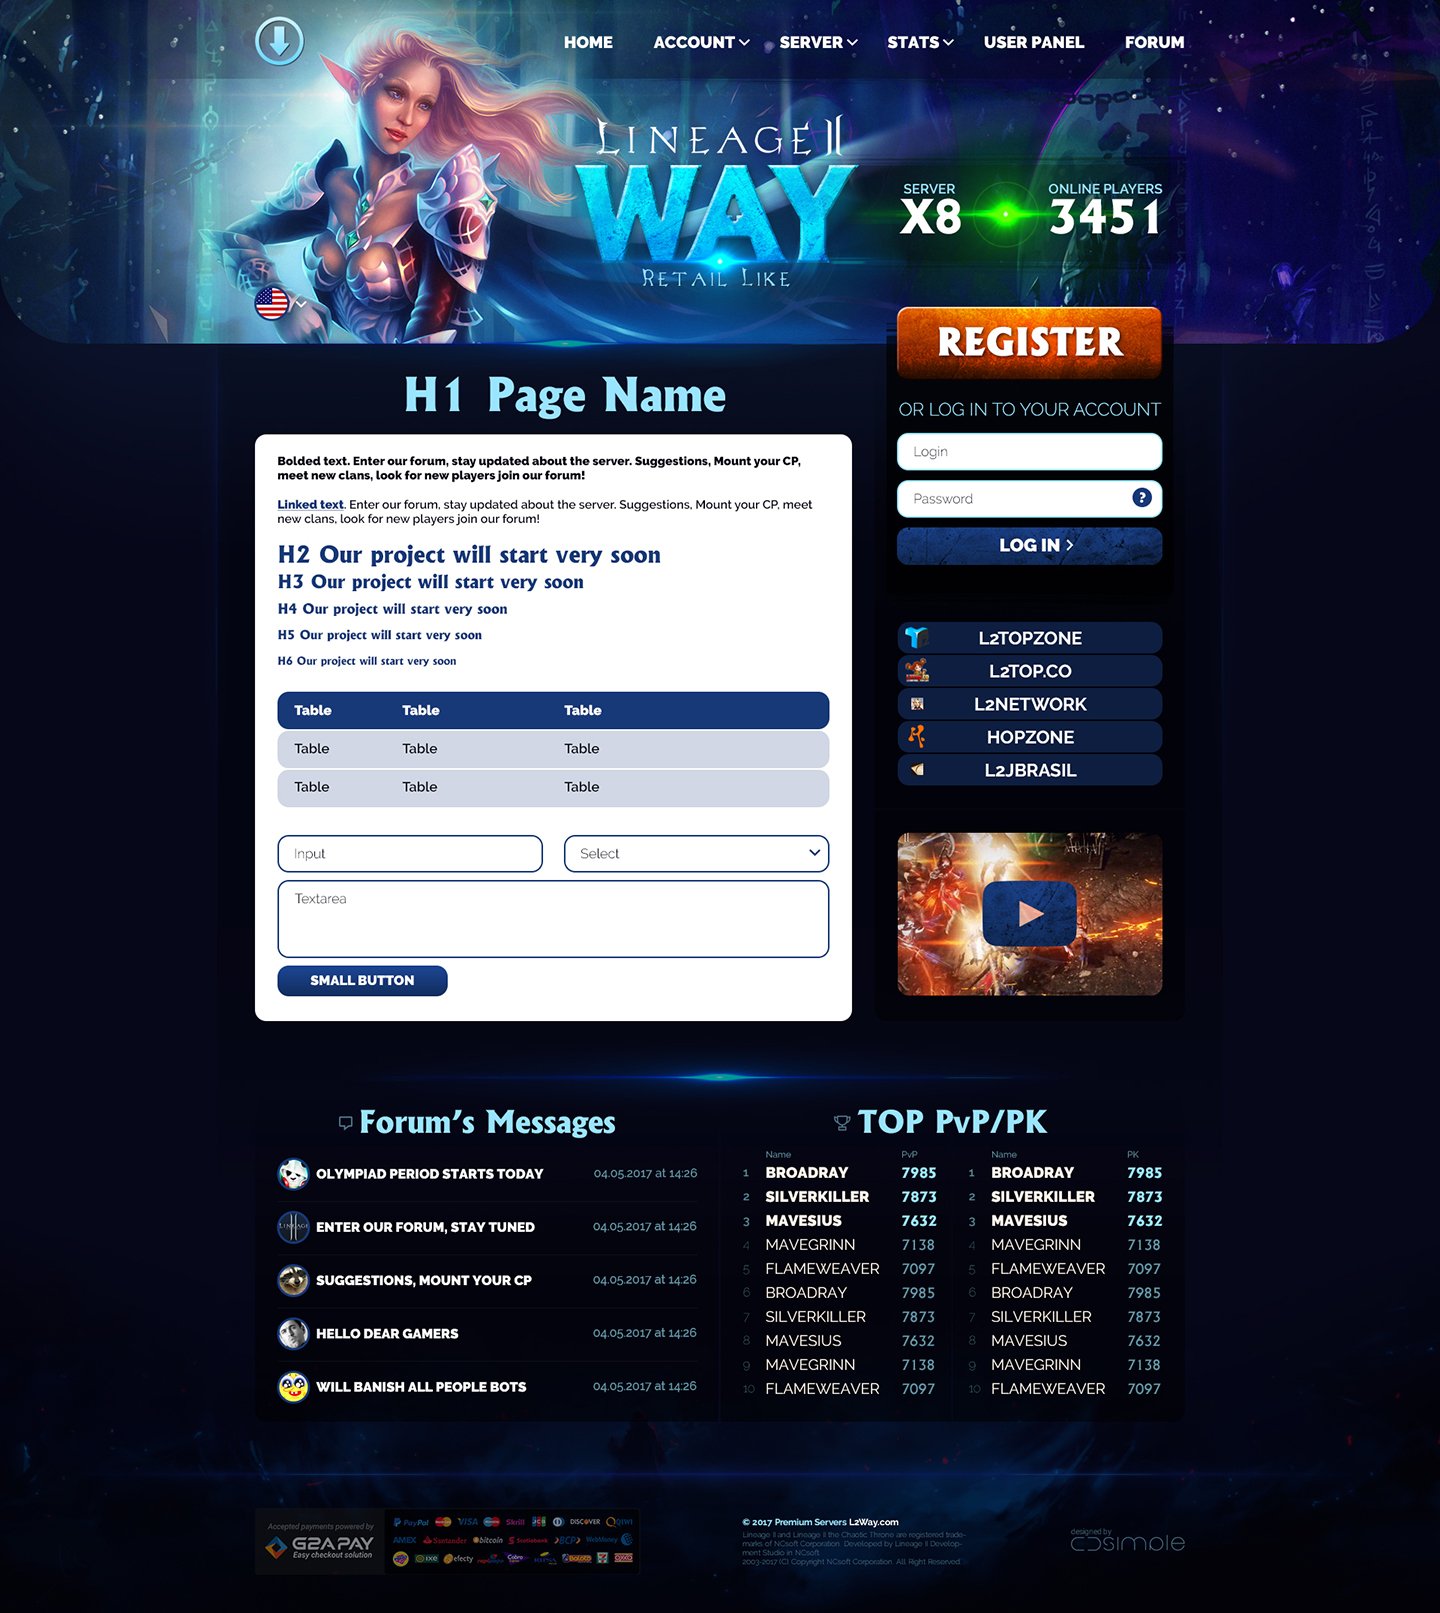 HOME ACCOUNT SERVER STATS USER PANEL FORUM
LINEAGE II
WAY
RETAIL LIKE
SERVER
X8
ONLINE PLAYERS
3451
REGISTER
OR LOG IN TO YOUR ACCOUNT
Login
Password
?
LOG IN
H1 Page Name
Bolded text. Enter our forum, stay updated about the server. Suggestions, Mount your CP,
meet new clans, look for new players join our forum!
Linked text. Enter our forum, stay updated about the server. Suggestions, Mount your CP, meet
new clans, look for new players join our forum!
H2 Our project will start very soon
H3 Our project will start very soon
H4 Our project will start very soon
H5 Our project will start very soon
H6 Our project will start very soon
Table Table Table
Table Table Table
Table Table Table
Input
Select
Textarea
SMALL BUTTON
L2TOPZONE
L2TOP.CO
L2NETWORK
HOPZONE
L2JBRASIL
Forum's Messages
OLYMPIAD PERIOD STARTS TODAY 04.05.2017 at 14:26
LINEAGE II
ENTER OUR FORUM, STAY TUNED 04.05.2017 at 14:26
SUGGESTIONS, MOUNT YOUR CP 04.05.2017 at 14:26
HELLO DEAR GAMERS 04.05.2017 at 14:26
WILL BANISH ALL PEOPLE BOTS 04.05.2017 at 14:26
TOP PvP/PK
Name PvP
1 BROADRAY 7985
2 SILVERKILLER 7873
3 MAVESIUS 7632
4 MAVEGRINN 7138
5 FLAMEWEAVER 7097
6 BROADRAY 7985
7 SILVERKILLER 7873
8 MAVESIUS 7632
9 MAVEGRINN 7138
10 FLAMEWEAVER 7097
Name PK
1 BROADRAY 7985
2 SILVERKILLER 7873
3 MAVESIUS 7632
4 MAVEGRINN 7138
5 FLAMEWEAVER 7097
6 BROADRAY 7985
7 SILVERKILLER 7873
8 MAVESIUS 7632
9 MAVEGRINN 7138
10 FLAMEWEAVER 7097
Accepted payments powered by
G2A PAY
Easy checkout solution
PayPal MasterCard VISA Skrill JCB DISCOVER QIWI
AMEX Santander bitcoin Scotiabank ECP WebMoney
IXE efecty Cobro Baloto 7 OXXO
© 2017 Premium Servers L2Way.com
Lineage II and Lineage II the Chaotic Throne are registered trade-
marks of NCsoft Corporation. Developed by Lineage II Develop-
ment Studio in NCsoft
2003-2017 (C) Copyright NCsoft Corporation. All Right Reserved.
designed by
simple